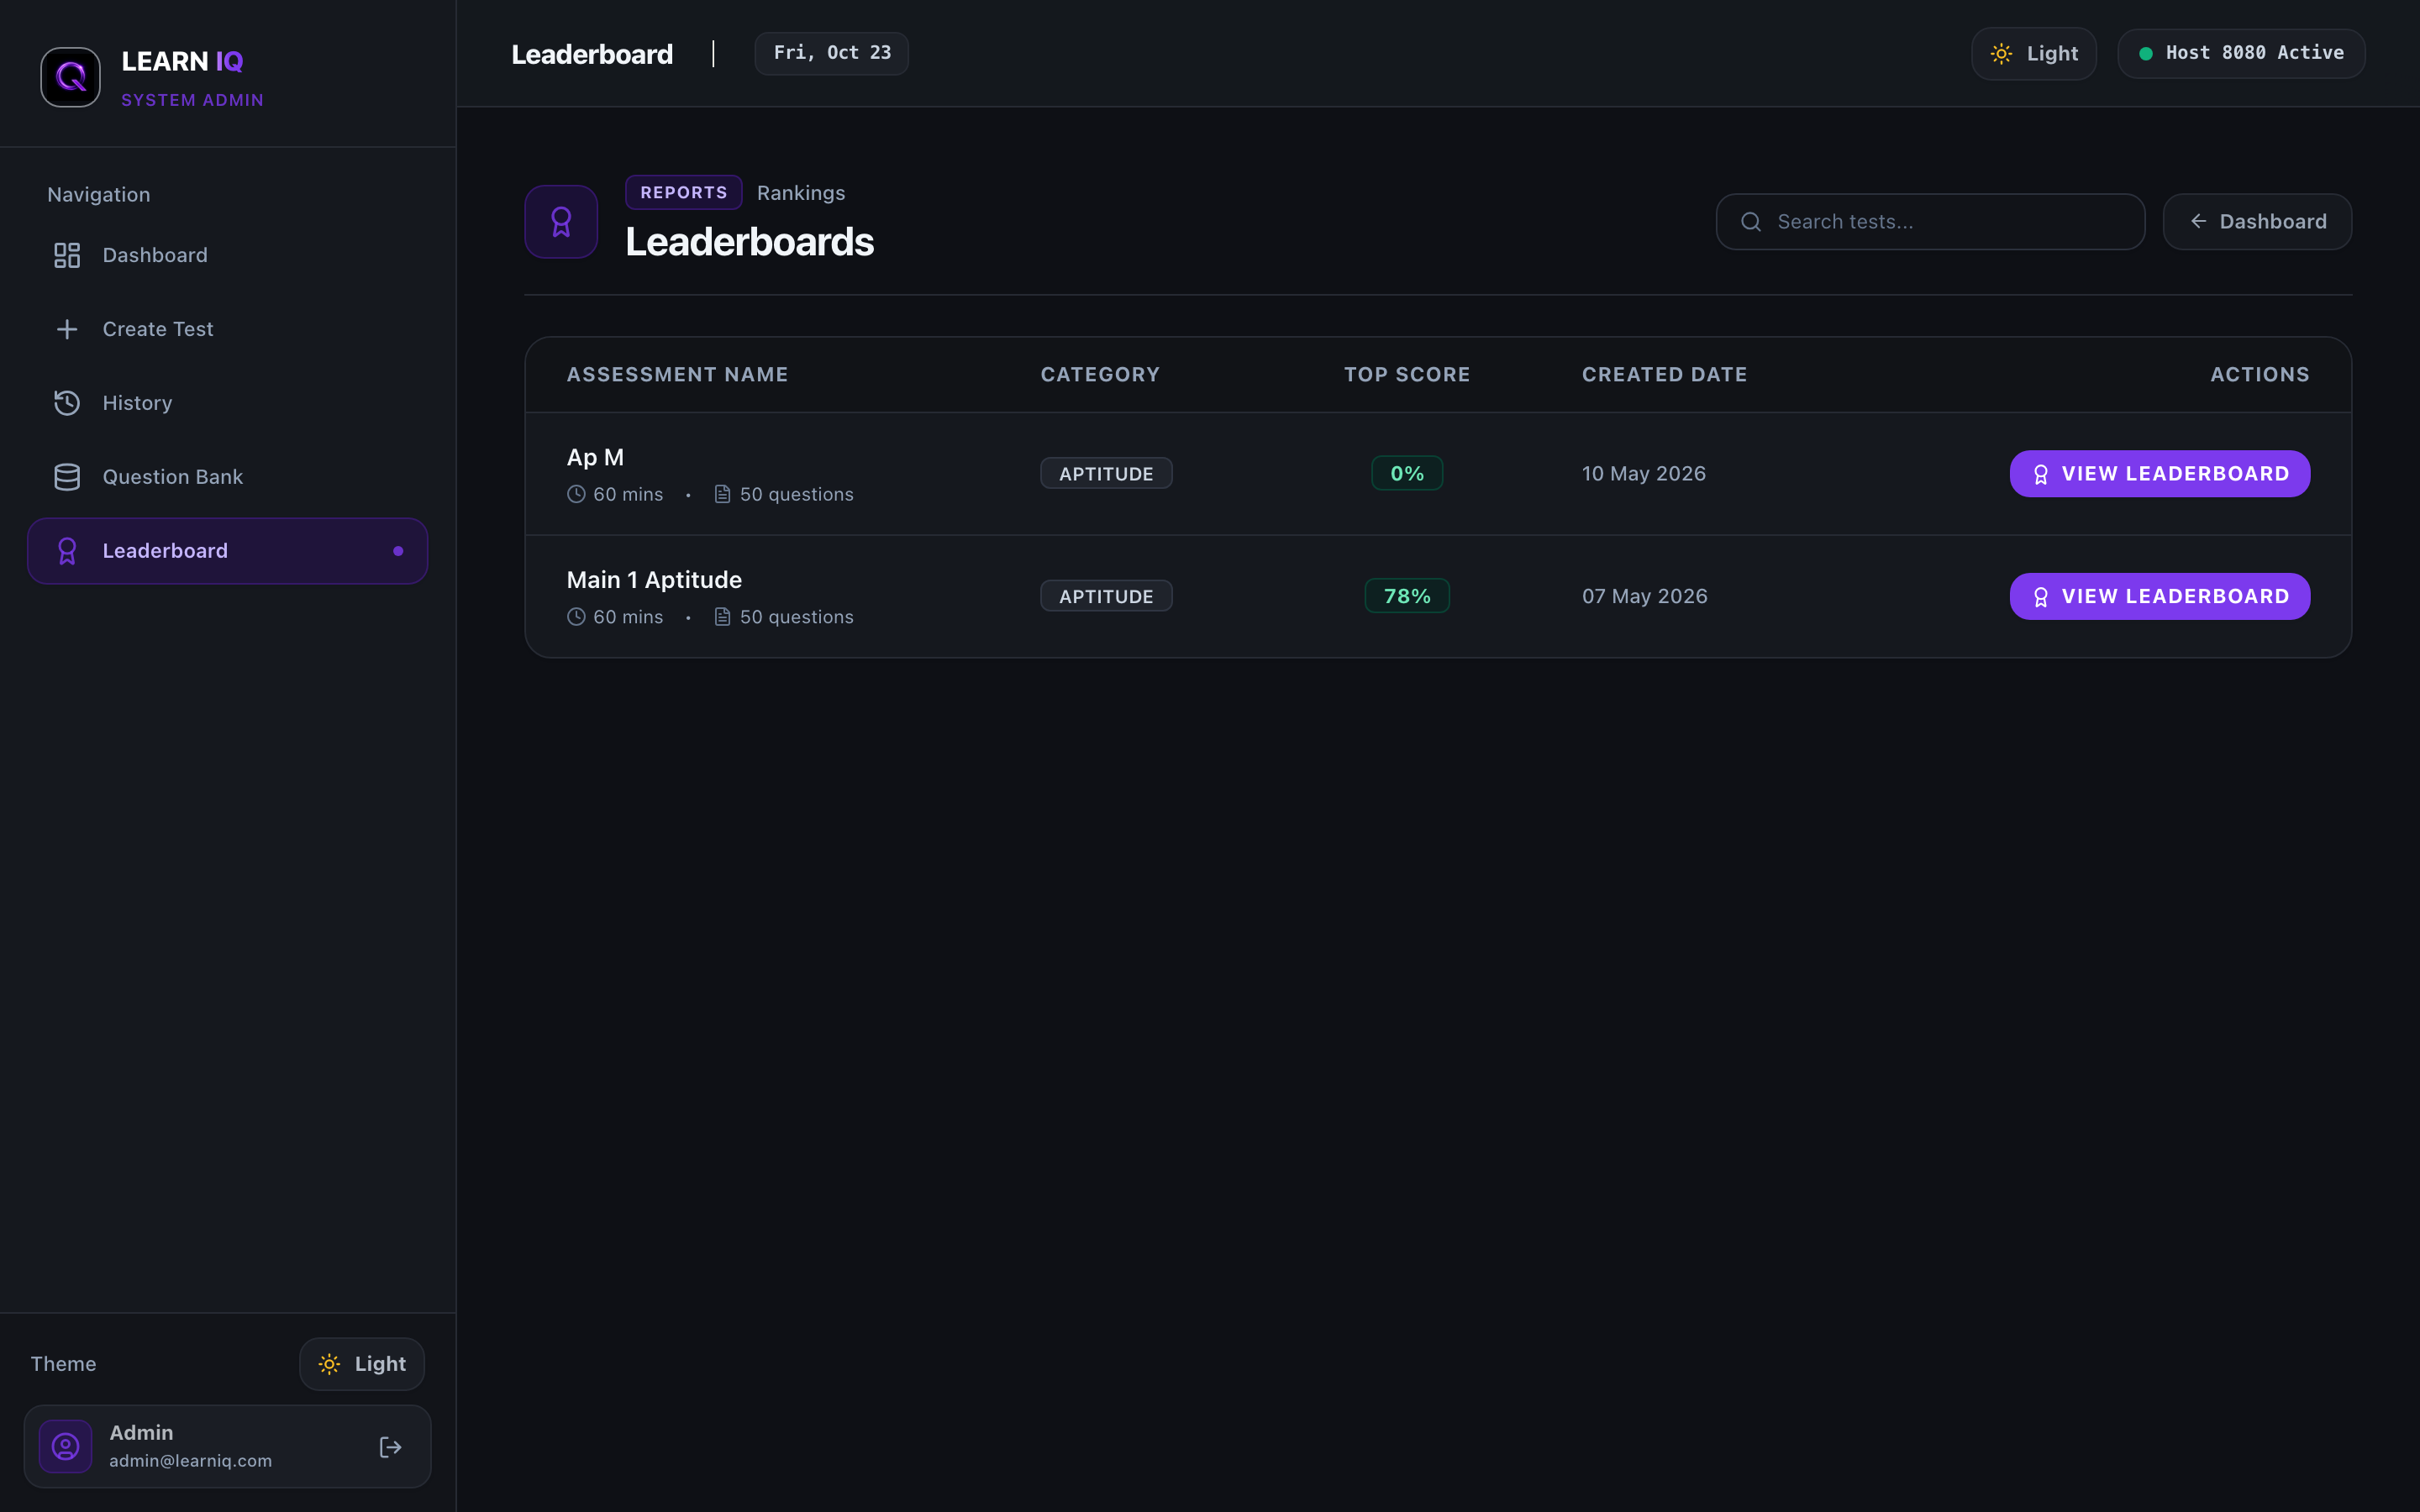 LEARN IQ
SYSTEM ADMIN
Navigation
Dashboard
Create Test
History
Question Bank
Leaderboard
Theme
Light
Admin
admin@learniq.com
Leaderboard
Fri, Oct 23
Light
Host 8080 Active
REPORTS
Rankings
Leaderboards
Search tests...
Dashboard
ASSESSMENT NAME CATEGORY TOP SCORE CREATED DATE ACTIONS
Ap M
60 mins • 50 questions
APTITUDE
0%
10 May 2026
VIEW LEADERBOARD
Main 1 Aptitude
60 mins • 50 questions
APTITUDE
78%
07 May 2026
VIEW LEADERBOARD